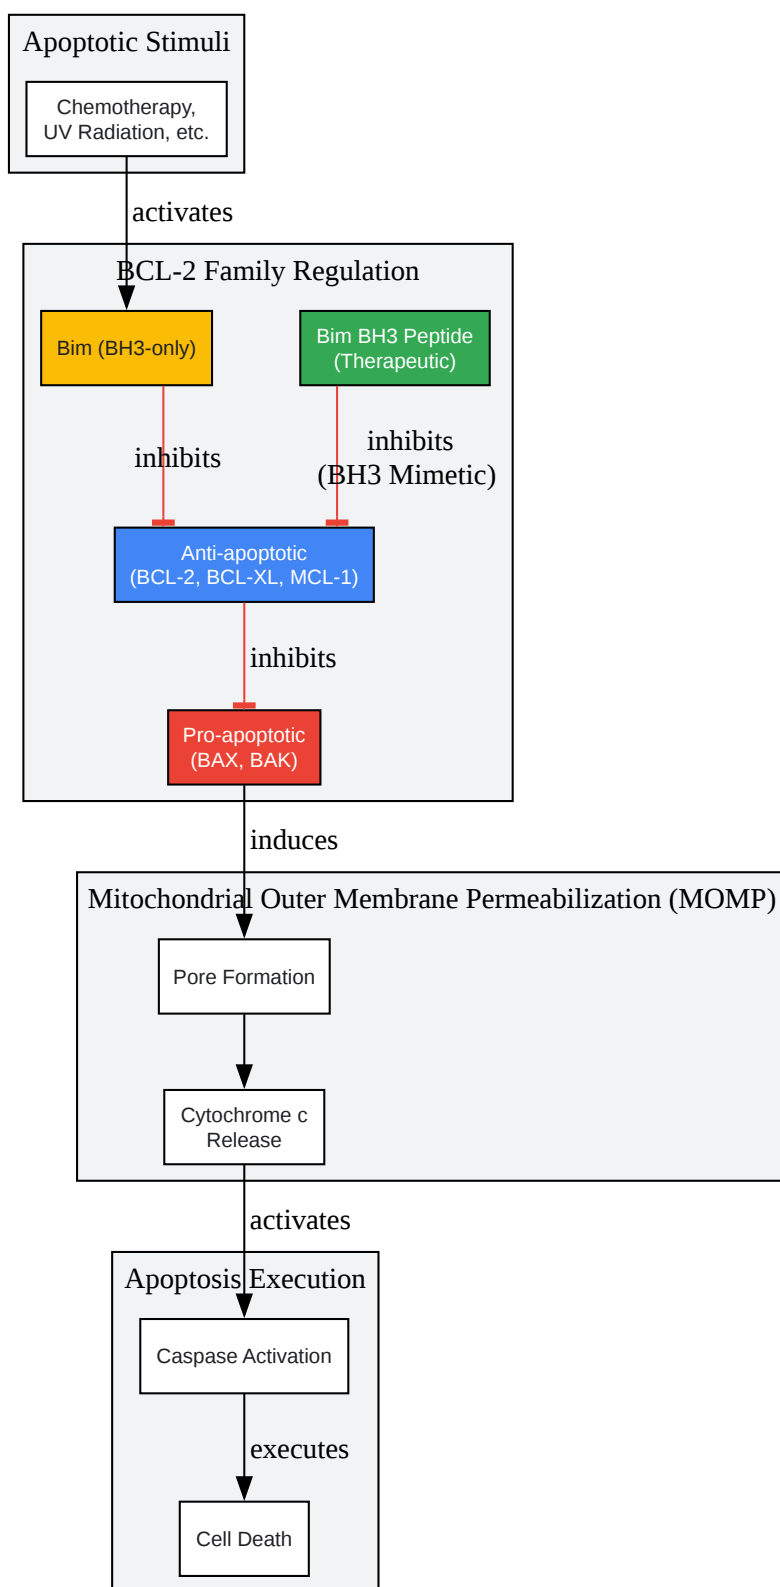 Apoptotic Stimuli
Chemotherapy,
UV Radiation, etc.
activates
BCL-2 Family Regulation
Bim (BH3-only)
Bim BH3 Peptide
(Therapeutic)
inhibits
inhibits
(BH3 Mimetic)
Anti-apoptotic
(BCL-2, BCL-XL, MCL-1)
inhibits
Pro-apoptotic
(BAX, BAK)
induces
Mitochondrial Outer Membrane Permeabilization (MOMP)
Pore Formation
Cytochrome c
Release
activates
Apoptosis Execution
Caspase Activation
executes
Cell Death